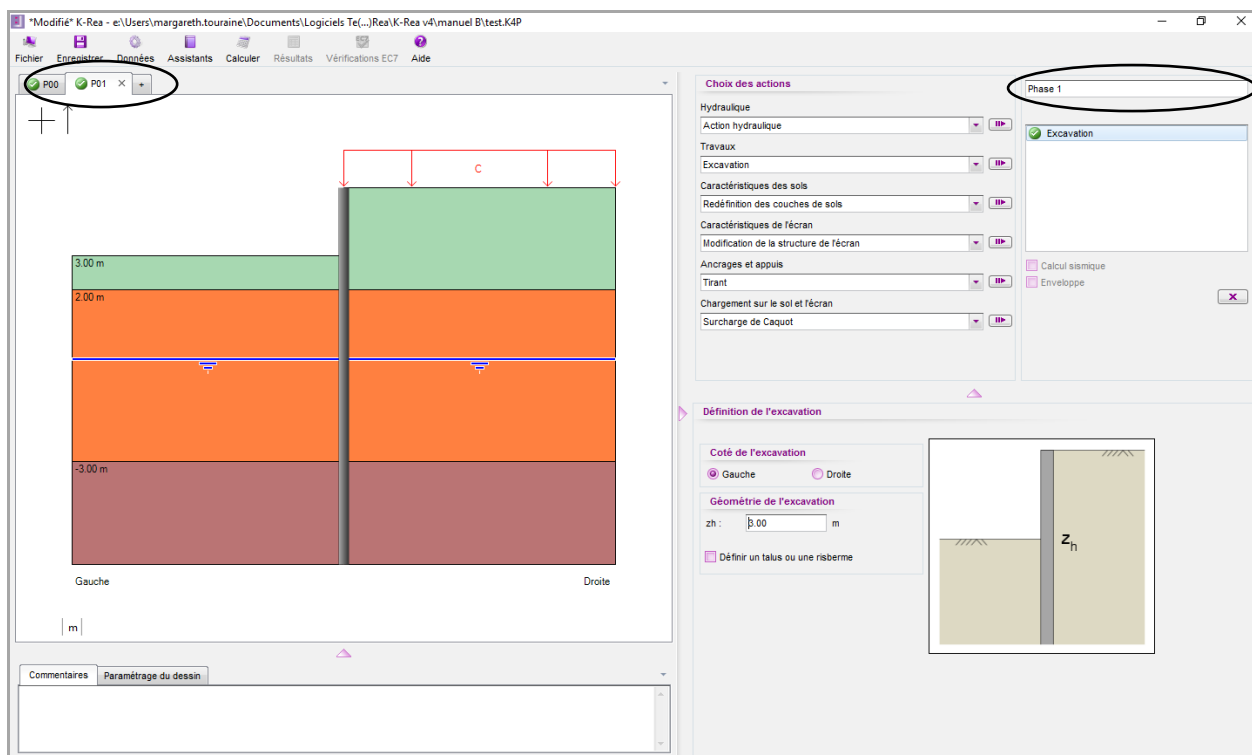 *Modifié* K-Rea - e:\Users\margareth.touraine\Documents\Logiciels Te(...)Rea\K-Rea v4\manuel B\test.K4P
Fichier Enregistrer Données Assistants Calculer Résultats Vérifications EC7 Aide
P00 P01 +
C
3.00 m
2.00 m
-3.00 m
Gauche Droite
m
Commentaires Paramétrage du dessin
Choix des actions
Hydraulique
Action hydraulique
Travaux
Excavation
Caractéristiques des sols
Redéfinition des couches de sols
Caractéristiques de l'écran
Modification de la structure de l'écran
Ancrages et appuis
Tirant
Chargement sur le sol et l'écran
Surcharge de Caquot
Phase 1
Excavation
Calcul sismique
Enveloppe
Définition de l'excavation
Coté de l'excavation
Gauche Droite
Géométrie de l'excavation
zh : 3.00 m
Définir un talus ou une risberme
zh